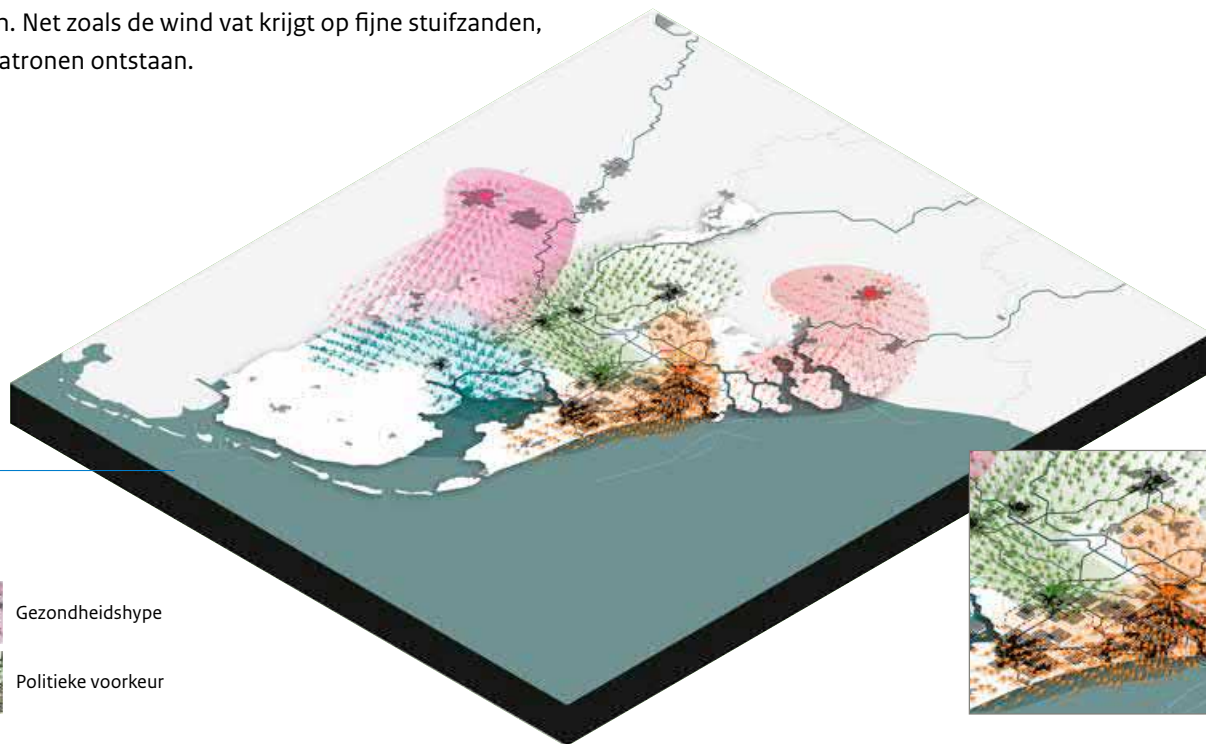 n. Net zoals de wind vat krijgt op fijne stuifzanden,
atronen ontstaan.
Gezondheidshype
Politieke voorkeur